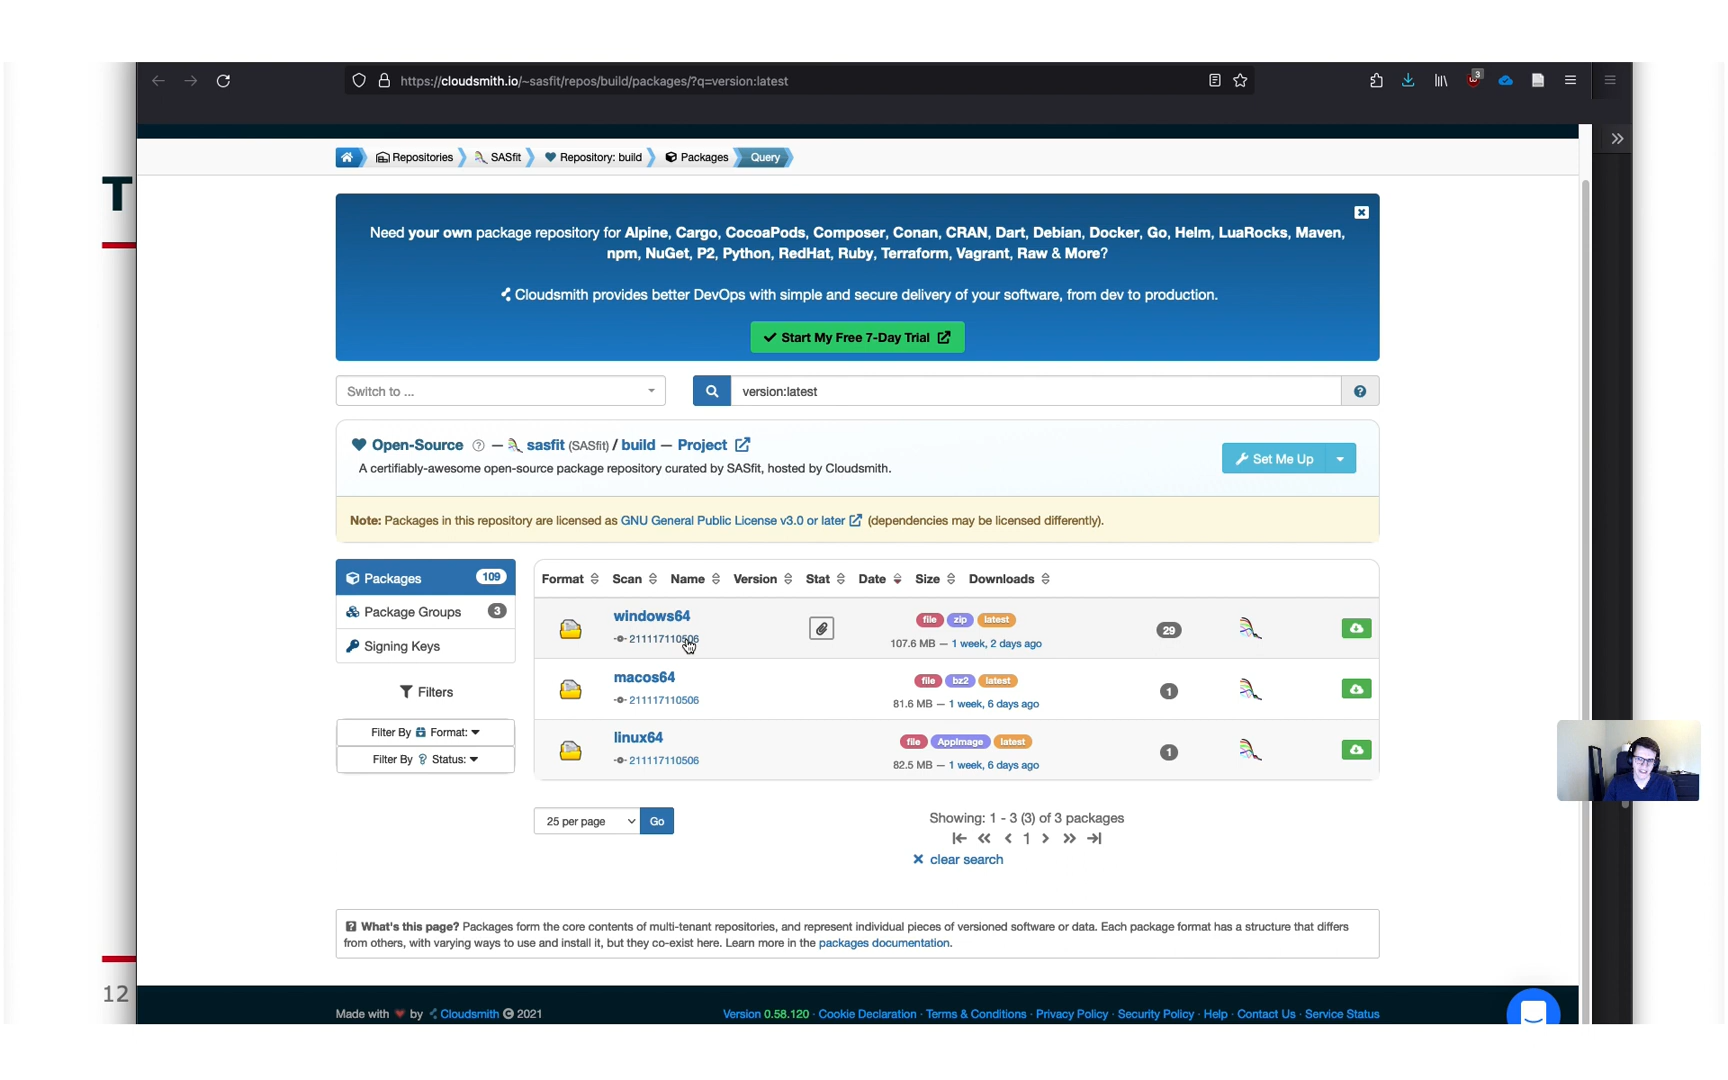 https://cloudsmith.io/~sasfit/repos/build/packages/?q=version:latest
3
Repositories SASfit Repository: build Packages Query
T
Need your own package repository for Alpine, Cargo, CocoaPods, Composer, Conan, CRAN, Dart, Debian, Docker, Go, Helm, LuaRocks, Maven,
npm, NuGet, P2, Python, RedHat, Ruby, Terraform, Vagrant, Raw & More?
Cloudsmith provides better DevOps with simple and secure delivery of your software, from dev to production.
Start My Free 7-Day Trial
Switch to ...
version:latest
Open-Source — sasfit (SASfit) / build — Project
A certifiably-awesome open-source package repository curated by SASfit, hosted by Cloudsmith.
Set Me Up
Note: Packages in this repository are licensed as GNU General Public License v3.0 or later (dependencies may be licensed differently).
Packages 109
Package Groups 3
Signing Keys
Filters
Filter By Format:
Filter By Status:
Format Scan Name Version Stat Date Size Downloads
windows64 file zip latest
211117110506 107.6 MB — 1 week, 2 days ago 29
macos64 file bz2 latest
211117110506 81.6 MB — 1 week, 6 days ago 1
linux64 file AppImage latest
211117110506 82.5 MB — 1 week, 6 days ago 1
25 per page Go
Showing: 1 - 3 (3) of 3 packages
1
clear search
What's this page? Packages form the core contents of multi-tenant repositories, and represent individual pieces of versioned software or data. Each package format has a structure that differs
from others, with varying ways to use and install it, but they co-exist here. Learn more in the packages documentation.
12
Made with ♥ by Cloudsmith © 2021
Version 0.58.120 · Cookie Declaration · Terms & Conditions · Privacy Policy · Security Policy · Help · Contact Us · Service Status